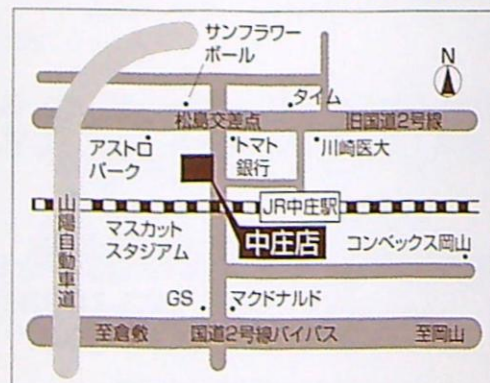 サンフラワー
ボール
N
タイム
松島交差点
旧国道2号線
アストロ
パーク
トマト
銀行
川崎医大
JR中庄駅
山陽自動車道
マスカット
スタジアム
中庄店
コンベックス岡山
GS
マクドナルド
至倉敷
国道2号線バイパス
至岡山